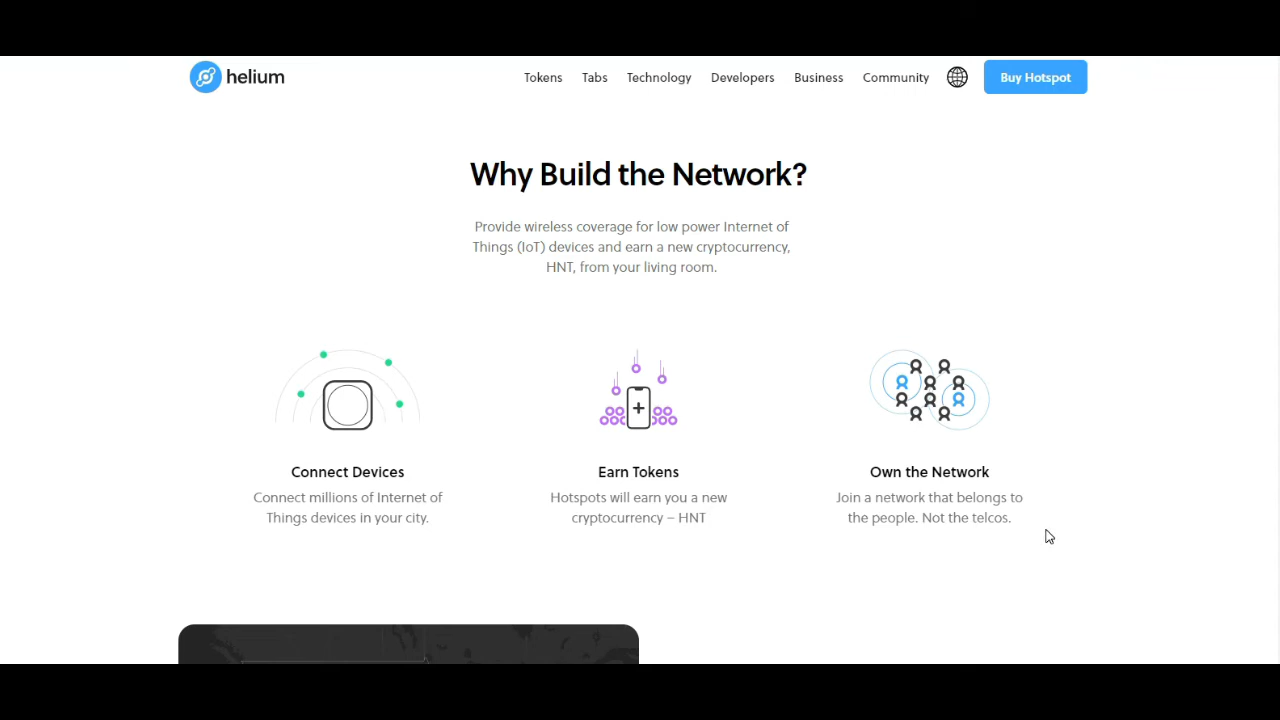 helium
Tokens Tabs Technology Developers Business Community Buy Hotspot
Why Build the Network?
Provide wireless coverage for low power Internet of
Things (IoT) devices and earn a new cryptocurrency,
HNT, from your living room.
Connect Devices
Connect millions of Internet of
Things devices in your city.
Earn Tokens
Hotspots will earn you a new
cryptocurrency – HNT
Own the Network
Join a network that belongs to
the people. Not the telcos.